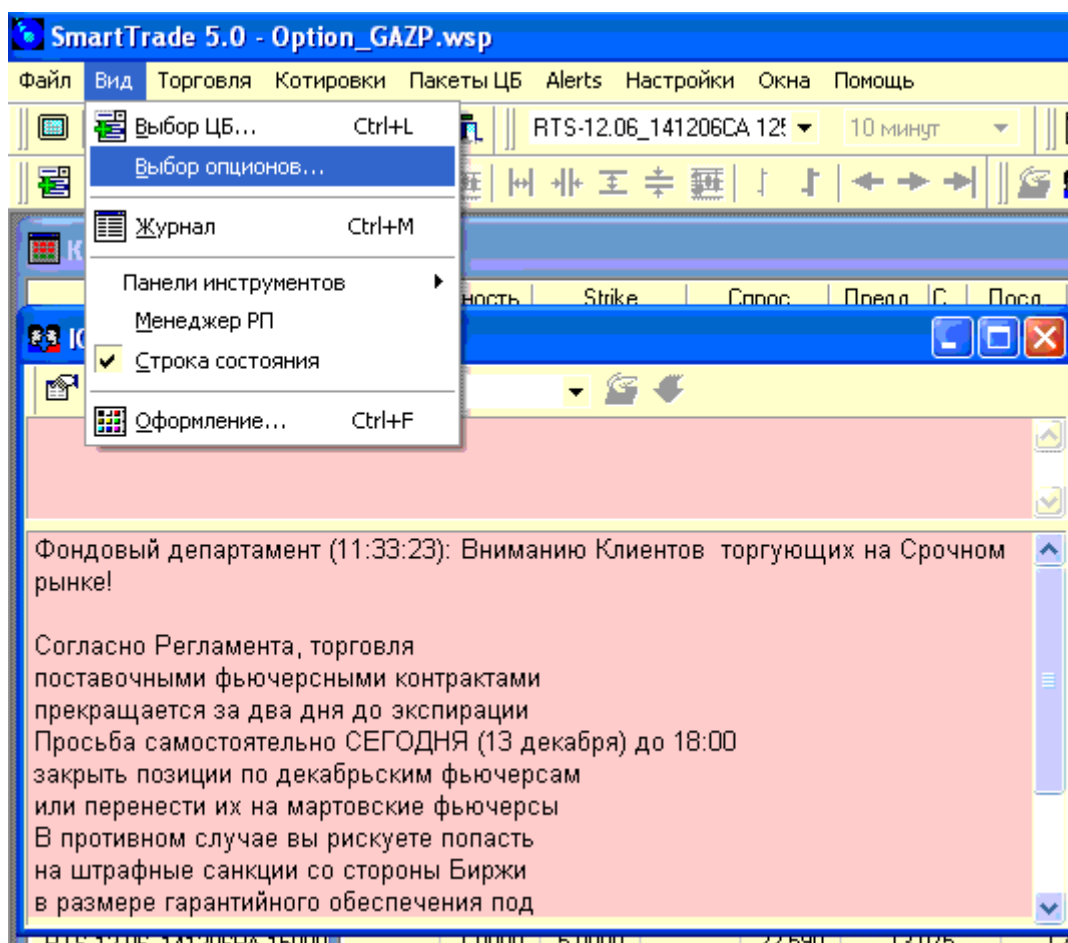 SmartTrade 5.0 - Option_GAZP.wsp
Файл Вид Торговля Котировки Пакеты ЦБ Alerts Настройки Окна Помощь
Выбор ЦБ... Ctrl+L
RTS-12.06_141206CA 10 минут
Выбор опционов...
Журнал Ctrl+M
Панели инструментов
Strike Спрос Предл С Посл
Менеджер РП
Строка состояния
Оформление... Ctrl+F
Фондовый департамент (11:33:23): Вниманию Клиентов торгующих на Срочном
рынке!
Согласно Регламента, торговля
поставочными фьючерсными контрактами
прекращается за два дня до экспирации
Просьба самостоятельно СЕГОДНЯ (13 декабря) до 18:00
закрыть позиции по декабрьским фьючерсам
или перенести их на мартовские фьючерсы
В противном случае вы рискуете попасть
на штрафные санкции со стороны Биржи
в размере гарантийного обеспечения под